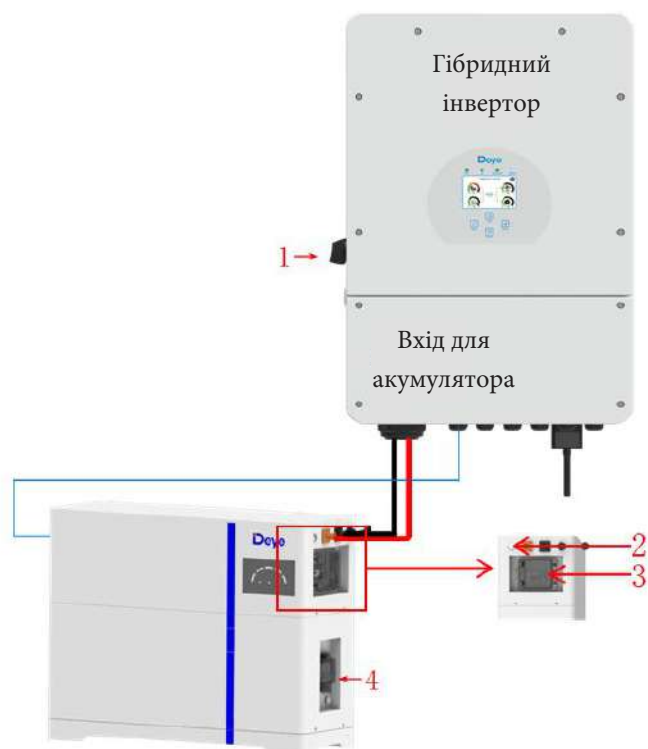 Гібридний
інвертор
Deye
1
Вхід для
акумулятора
Deye
2
3
4